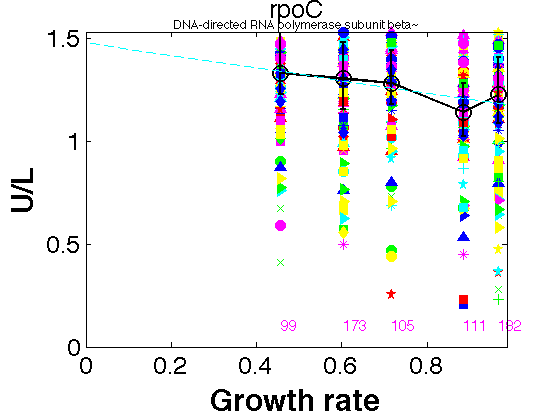 rpoC
DNA-directed RNA polymerase subunit beta~
1.5
1
0.5
0
U/L
99 173 105 111 182
0 0.2 0.4 0.6 0.8
Growth rate